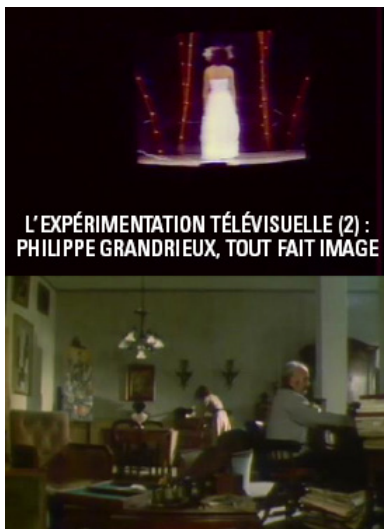 L'EXPÉRIMENTATION TÉLÉVISUELLE (2) :
PHILIPPE GRANDRIEUX, TOUT FAIT IMAGE